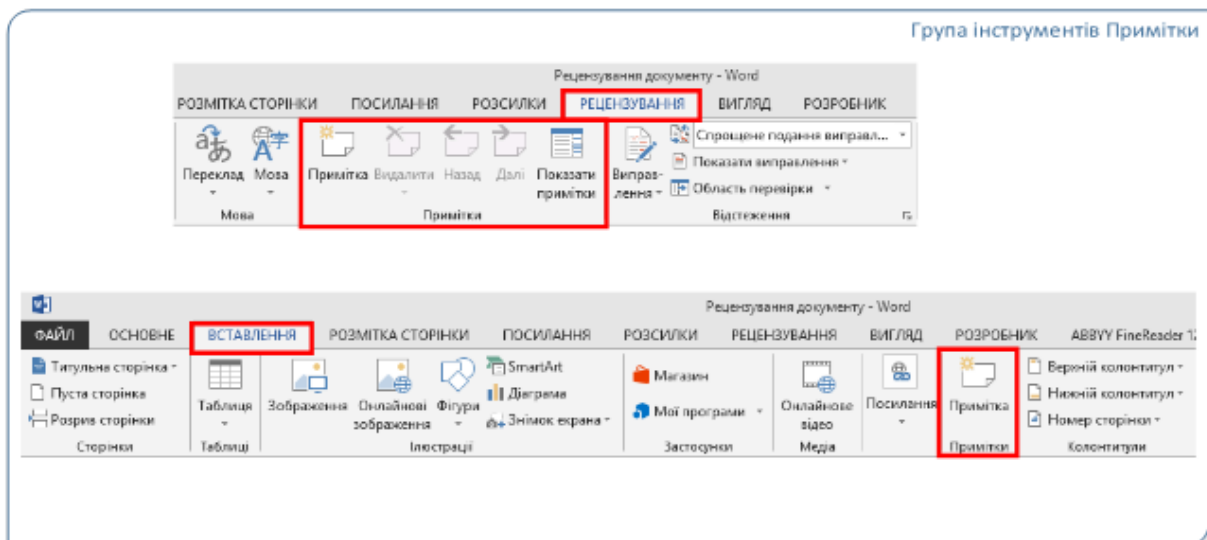 Група інструментів Примітки
Рецензування документу - Word
РОЗМІТКА СТОРІНКИ ПОСИЛАННЯ РОЗСИЛКИ РЕЦЕНЗУВАННЯ ВИГЛЯД РОЗРОБНИК
Переклад Мова Примітка Видалити Назад Далі Показати примітки Виправ-лення Спрощене подання виправл...
Показати виправлення
Область перевірки
Мова Примітки Відстеження
Рецензування документу - Word
ФАЙЛ ОСНОВНЕ ВСТАВЛЕННЯ РОЗМІТКА СТОРІНКИ ПОСИЛАННЯ РОЗСИЛКИ РЕЦЕНЗУВАННЯ ВИГЛЯД РОЗРОБНИК ABBYY FineReader 12
Титульна сторінка
Пуста сторінка
Розрив сторінки
Таблиця Зображення Онлайнові зображення Фігури
SmartArt
Діаграма
Знімок екрана
Магазин
Мої програми
Онлайнове відео
Посилання
Примітка
Верхній колонтитул
Нижній колонтитул
Номер сторінки
Сторінки Таблиці Ілюстрації Застосунки Медіа Примітки Колонтитули